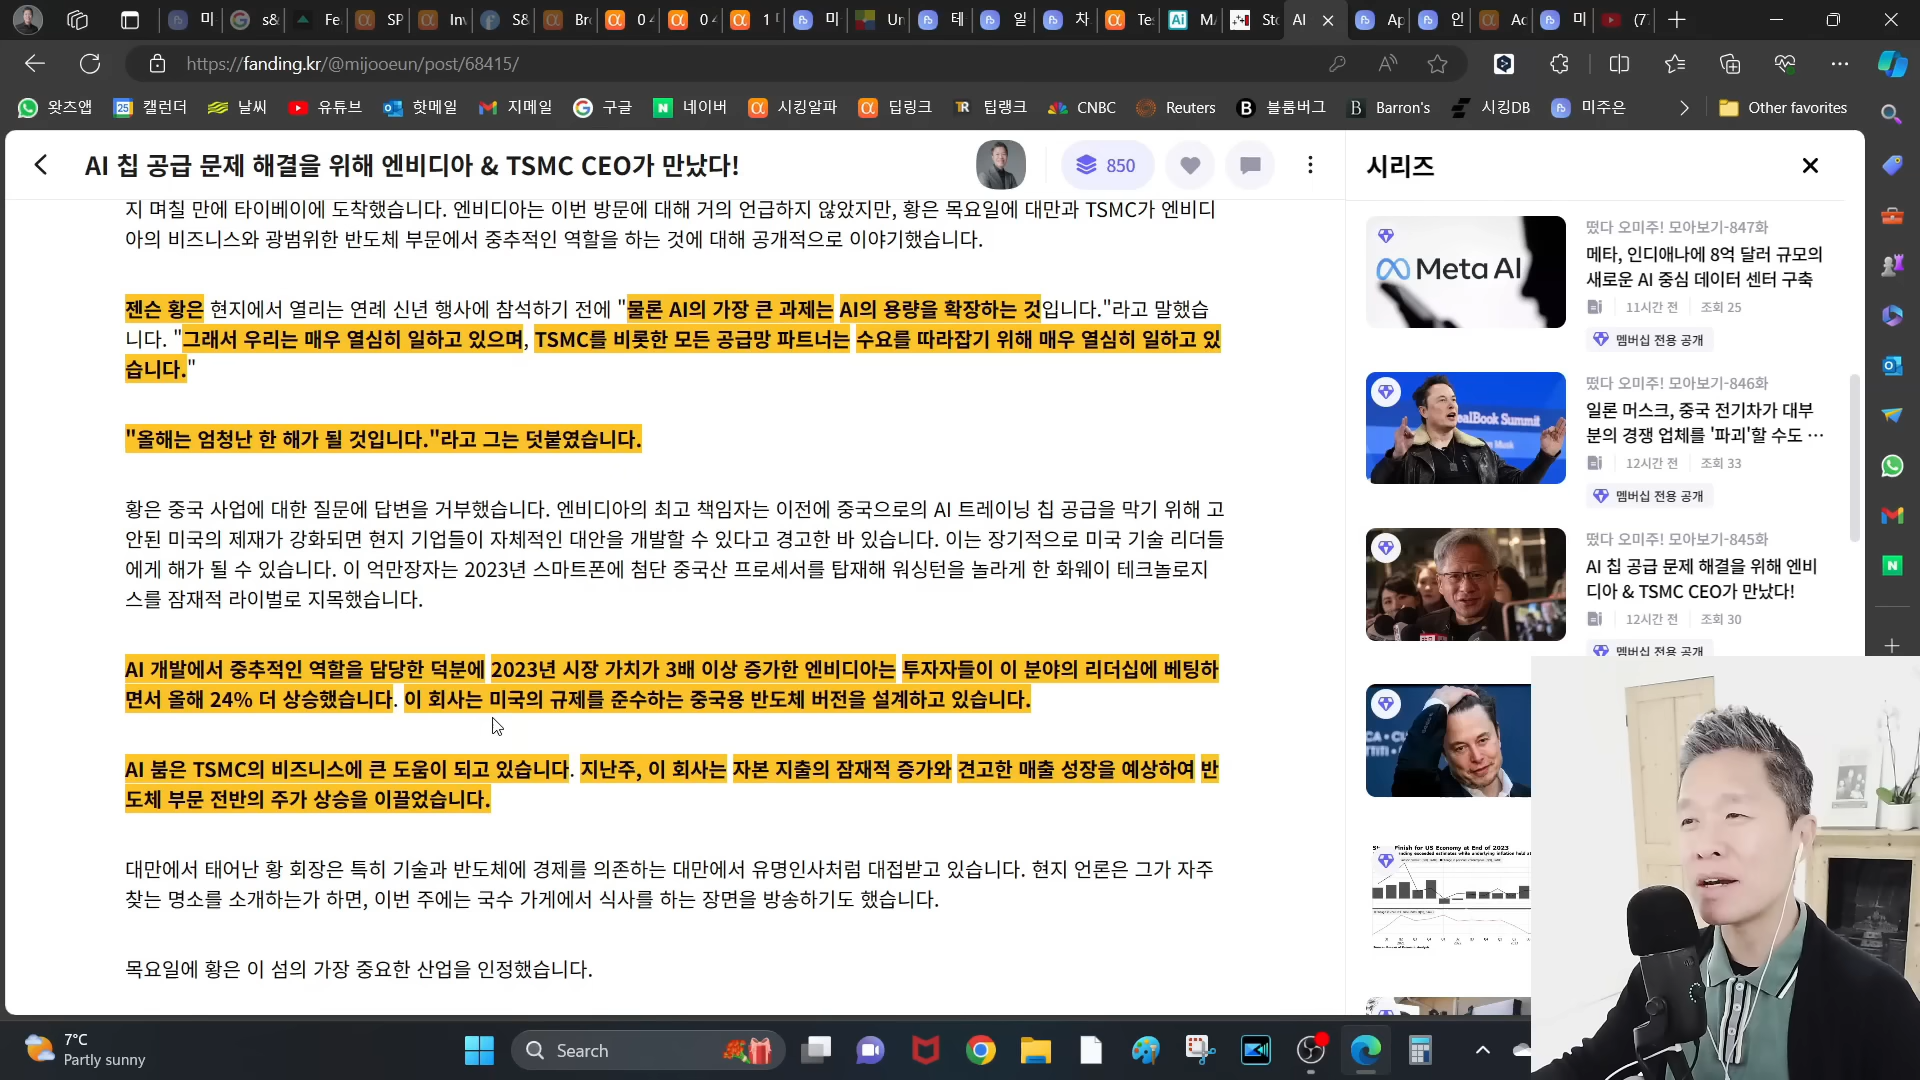 미
s&
Fe
SP
In
S&
Br
0
0
1
미
Un
테
일
차
Te
Ai
M
St
AI
Ap
인
Ac
미
(7
https://fanding.kr/@mijooeun/post/68415/
왓츠앱
25
캘린더
날씨
유튜브
핫메일
지메일
구글
N
네이버
시킹알파
딥링크
TR
팁랭크
CNBC
Reuters
B
블룸버그
B
Barron's
시킹DB
미주은
Other favorites
AI 칩 공급 문제 해결을 위해 엔비디아 & TSMC CEO가 만났다!
850
지 며칠 만에 타이베이에 도착했습니다. 엔비디아는 이번 방문에 대해 거의 언급하지 않았지만, 황은 목요일에 대만과 TSMC가 엔비디
아의 비즈니스와 광범위한 반도체 부문에서 중추적인 역할을 하는 것에 대해 공개적으로 이야기했습니다.
젠슨 황은 현지에서 열리는 연례 신년 행사에 참석하기 전에 "물론 AI의 가장 큰 과제는 AI의 용량을 확장하는 것입니다."라고 말했습
니다. "그래서 우리는 매우 열심히 일하고 있으며, TSMC를 비롯한 모든 공급망 파트너는 수요를 따라잡기 위해 매우 열심히 일하고 있
습니다."
"올해는 엄청난 한 해가 될 것입니다."라고 그는 덧붙였습니다.
황은 중국 사업에 대한 질문에 답변을 거부했습니다. 엔비디아의 최고 책임자는 이전에 중국으로의 AI 트레이닝 칩 공급을 막기 위해 고
안된 미국의 제재가 강화되면 현지 기업들이 자체적인 대안을 개발할 수 있다고 경고한 바 있습니다. 이는 장기적으로 미국 기술 리더들
에게 해가 될 수 있습니다. 이 억만장자는 2023년 스마트폰에 첨단 중국산 프로세서를 탑재해 워싱턴을 놀라게 한 화웨이 테크놀로지
스를 잠재적 라이벌로 지목했습니다.
AI 개발에서 중추적인 역할을 담당한 덕분에 2023년 시장 가치가 3배 이상 증가한 엔비디아는 투자자들이 이 분야의 리더십에 베팅하
면서 올해 24% 더 상승했습니다. 이 회사는 미국의 규제를 준수하는 중국용 반도체 버전을 설계하고 있습니다.
AI 붐은 TSMC의 비즈니스에 큰 도움이 되고 있습니다. 지난주, 이 회사는 자본 지출의 잠재적 증가와 견고한 매출 성장을 예상하여 반
도체 부문 전반의 주가 상승을 이끌었습니다.
대만에서 태어난 황 회장은 특히 기술과 반도체에 경제를 의존하는 대만에서 유명인사처럼 대접받고 있습니다. 현지 언론은 그가 자주
찾는 명소를 소개하는가 하면, 이번 주에는 국수 가게에서 식사를 하는 장면을 방송하기도 했습니다.
목요일에 황은 이 섬의 가장 중요한 산업을 인정했습니다.
시리즈
Meta AI
떴다 오미주! 모아보기-847화
메타, 인디애나에 8억 달러 규모의
새로운 AI 중심 데이터 센터 구축
11시간 전
조회 25
멤버십 전용 공개
ealBook Summit
떴다 오미주! 모아보기-846화
일론 머스크, 중국 전기차가 대부
분의 경쟁 업체를 '파괴'할 수도 …
12시간 전
조회 33
멤버십 전용 공개
떴다 오미주! 모아보기-845화
AI 칩 공급 문제 해결을 위해 엔비
디아 & TSMC CEO가 만났다!
12시간 전
조회 30
멤버십 전용 공개
Finish for US Economy at End of 2023
7°C
Partly sunny
Search